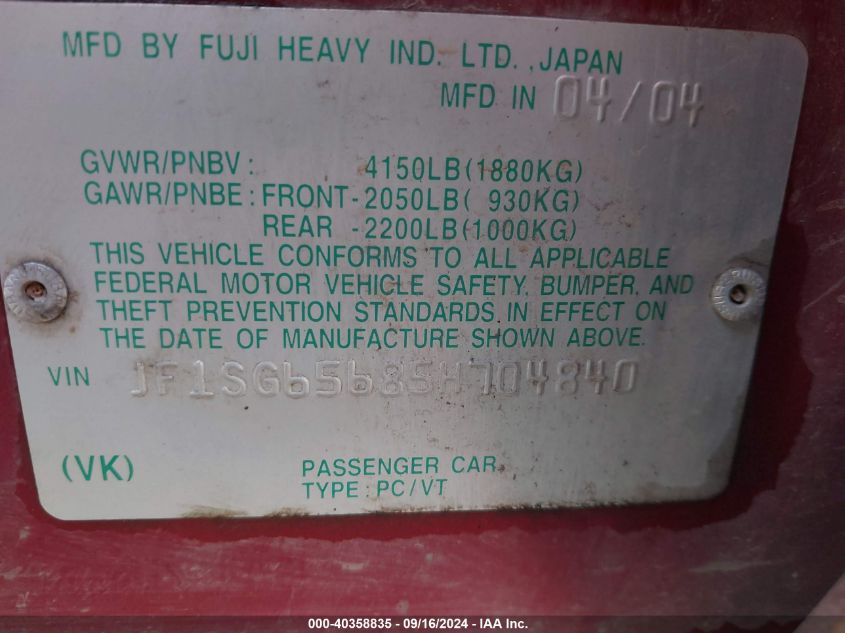 MFD BY FUJI HEAVY IND. LTD., JAPAN
MFD IN 04/04
GVWR/PNBV: 4150LB(1880KG)
GAWR/PNBE: FRONT-2050LB( 930KG)
REAR -2200LB(1000KG)
THIS VEHICLE CONFORMS TO ALL APPLICABLE
FEDERAL MOTOR VEHICLE SAFETY, BUMPER, AND
THEFT PREVENTION STANDARDS IN EFFECT ON
THE DATE OF MANUFACTURE SHOWN ABOVE.
VIN JF1SG65685H704840
(VK) PASSENGER CAR
TYPE: PC/VT
000-40358835 - 09/16/2024 - IAA Inc.